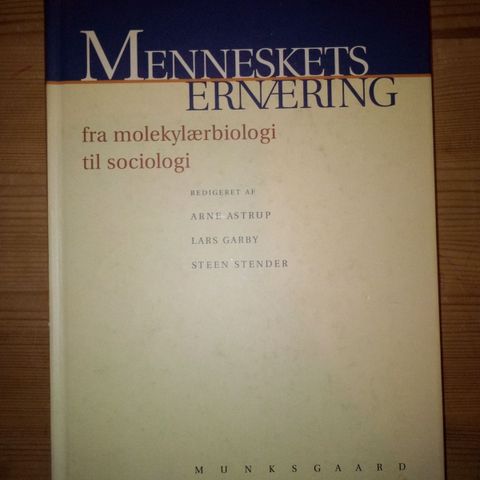 MENNESKETS
ERNÆRING
fra molekylærbiologi
til sociologi
REDIGERET AF
ARNE ASTRUP
LARS GARBY
STEEN STENDER
MUNKSGAARD